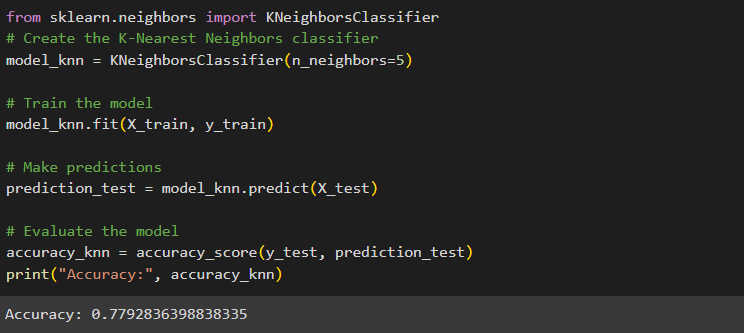 from sklearn.neighbors import KNeighborsClassifier
# Create the K-Nearest Neighbors classifier
model_knn = KNeighborsClassifier(n_neighbors=5)
# Train the model
model_knn.fit(X_train, y_train)
# Make predictions
prediction_test = model_knn.predict(X_test)
# Evaluate the model
accuracy_knn = accuracy_score(y_test, prediction_test)
print("Accuracy:", accuracy_knn)
Accuracy: 0.7792836398838335